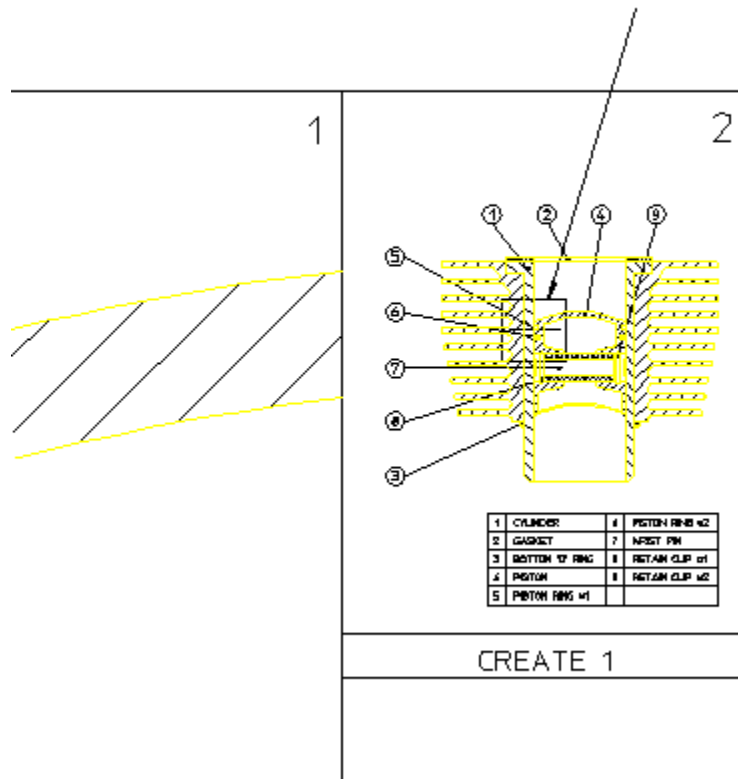 1
2
1 2 4 9
5
6
7
8
3
1 CYLINDER 6 PISTON RING #2
2 GASKET 7 WRIST PIN
3 BOTTOM 'O' RING 8 RETAIN CLIP #1
4 PISTON 9 RETAIN CLIP #2
5 PISTON RING #1
CREATE 1